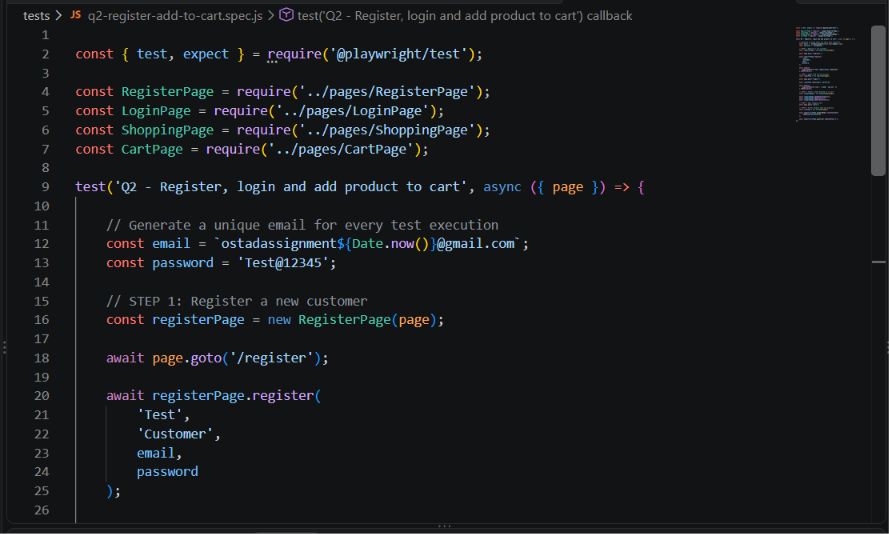 tests > JS q2-register-add-to-cart.spec.js > test('Q2 - Register, login and add product to cart') callback
1
2 const { test, expect } = require('@playwright/test');
3
4 const RegisterPage = require('../pages/RegisterPage');
5 const LoginPage = require('../pages/LoginPage');
6 const ShoppingPage = require('../pages/ShoppingPage');
7 const CartPage = require('../pages/CartPage');
8
9 test('Q2 - Register, login and add product to cart', async ({ page }) => {
10
11 // Generate a unique email for every test execution
12 const email = `ostadassignment${Date.now()}@gmail.com`;
13 const password = 'Test@12345';
14
15 // STEP 1: Register a new customer
16 const registerPage = new RegisterPage(page);
17
18 await page.goto('/register');
19
20 await registerPage.register(
21 'Test',
22 'Customer',
23 email,
24 password
25 );
26